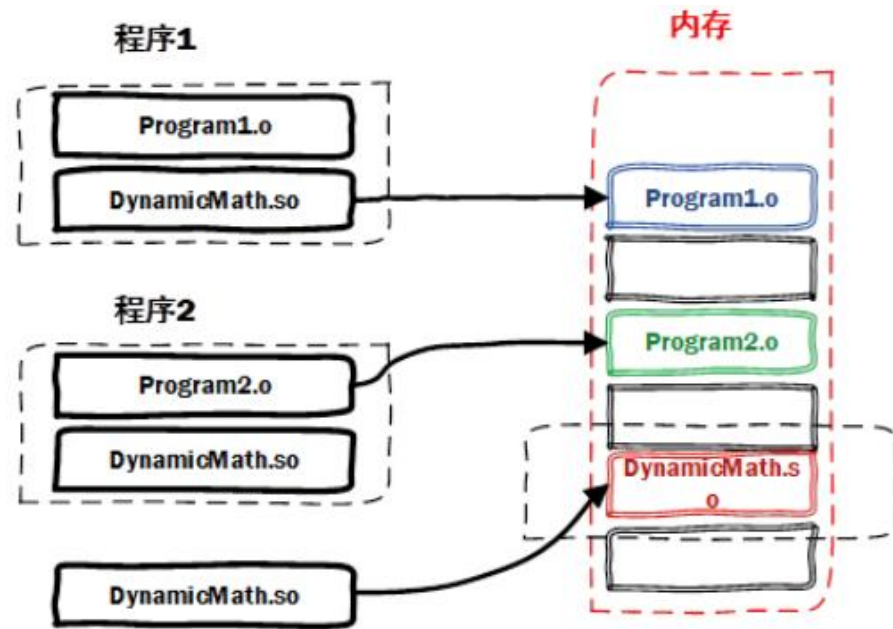 程序1
Program1.o
DynamicMath.so
程序2
Program2.o
DynamicMath.so
DynamicMath.so
内存
Program1.o
Program2.o
DynamicMath.s
o